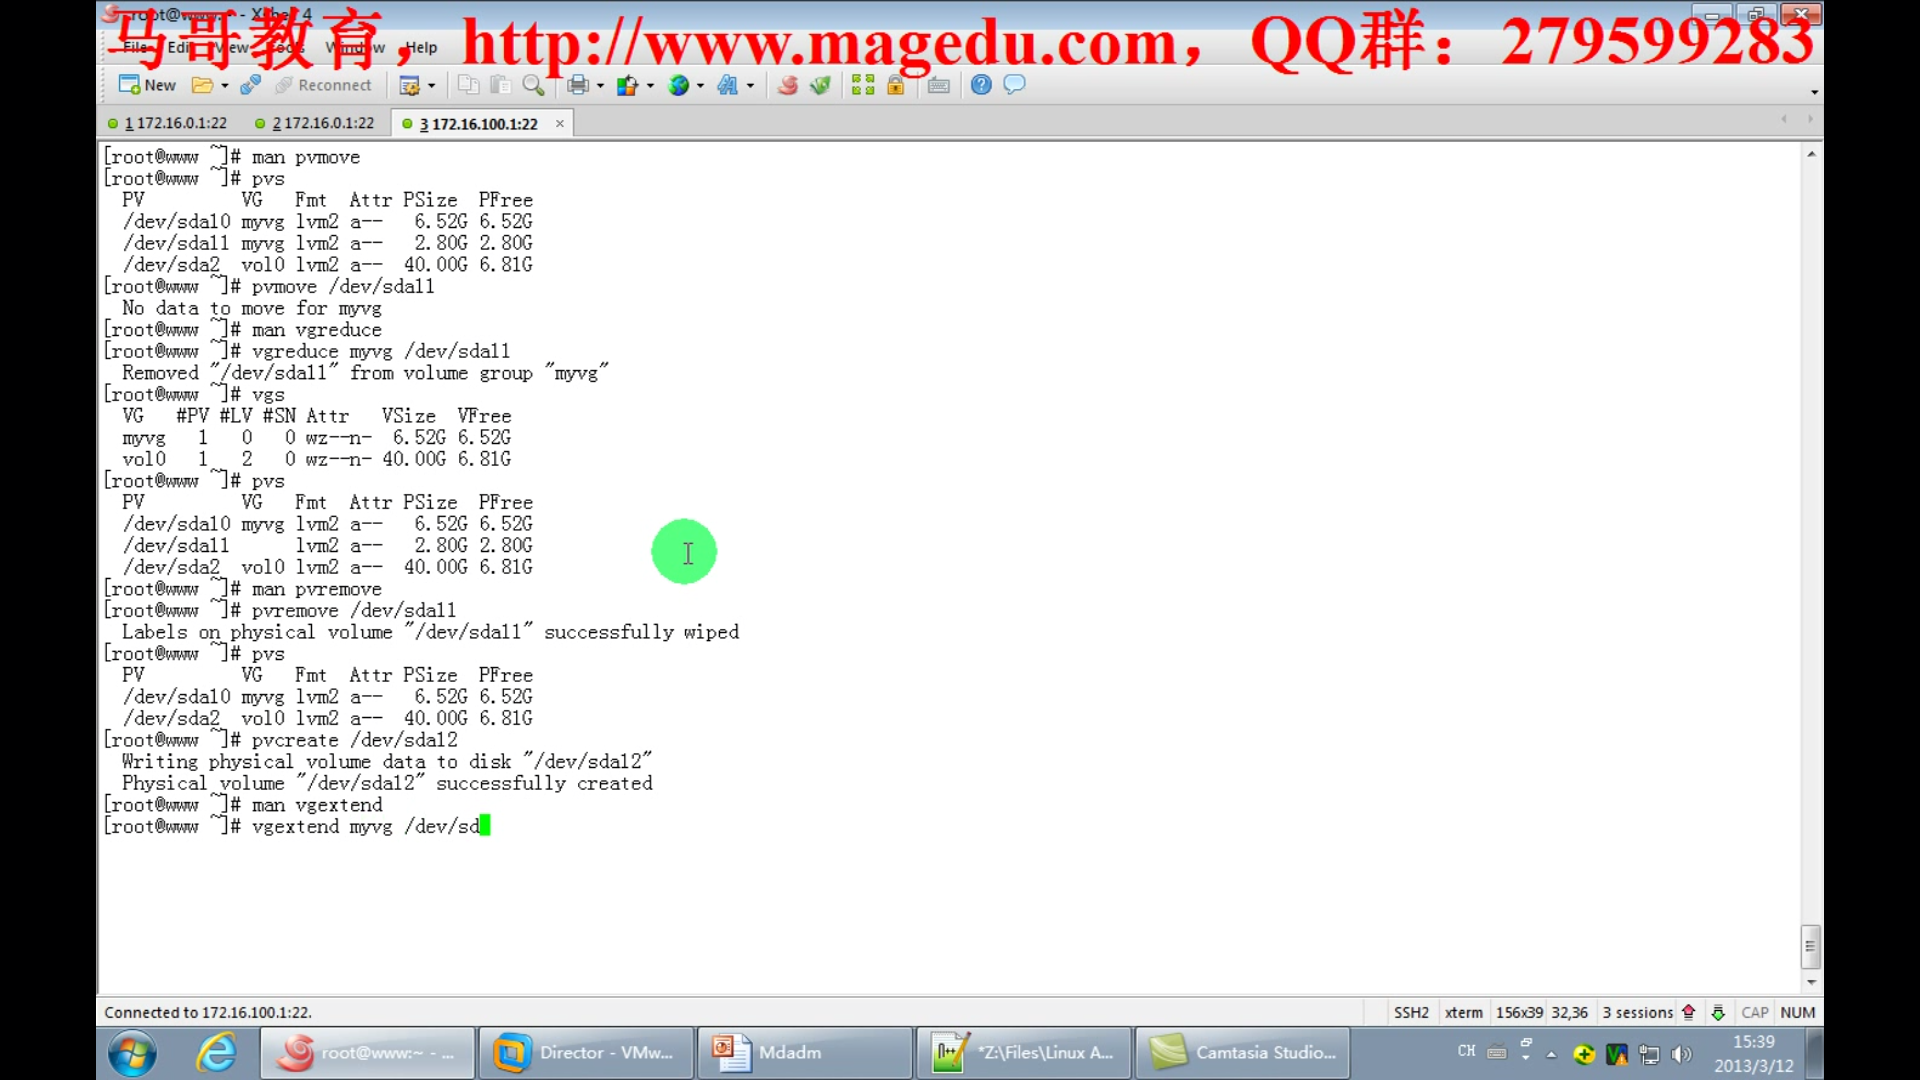 root@www:~ - Xshell 4
马哥教育，http://www.magedu.com，QQ群：279599283
File Edit View Tools Window Help
New Reconnect
1 172.16.0.1:22 2 172.16.0.1:22 3 172.16.100.1:22
[root@www ~]# man pvmove
[root@www ~]# pvs
PV VG Fmt Attr PSize PFree
/dev/sda10 myvg lvm2 a-- 6.52G 6.52G
/dev/sda11 myvg lvm2 a-- 2.80G 2.80G
/dev/sda2 vol0 lvm2 a-- 40.00G 6.81G
[root@www ~]# pvmove /dev/sda11
No data to move for myvg
[root@www ~]# man vgreduce
[root@www ~]# vgreduce myvg /dev/sda11
Removed "/dev/sda11" from volume group "myvg"
[root@www ~]# vgs
VG #PV #LV #SN Attr VSize VFree
myvg 1 0 0 wz--n- 6.52G 6.52G
vol0 1 2 0 wz--n- 40.00G 6.81G
[root@www ~]# pvs
PV VG Fmt Attr PSize PFree
/dev/sda10 myvg lvm2 a-- 6.52G 6.52G
/dev/sda11 lvm2 a-- 2.80G 2.80G
/dev/sda2 vol0 lvm2 a-- 40.00G 6.81G
[root@www ~]# man pvremove
[root@www ~]# pvremove /dev/sda11
Labels on physical volume "/dev/sda11" successfully wiped
[root@www ~]# pvs
PV VG Fmt Attr PSize PFree
/dev/sda10 myvg lvm2 a-- 6.52G 6.52G
/dev/sda2 vol0 lvm2 a-- 40.00G 6.81G
[root@www ~]# pvcreate /dev/sda12
Writing physical volume data to disk "/dev/sda12"
Physical volume "/dev/sda12" successfully created
[root@www ~]# man vgextend
[root@www ~]# vgextend myvg /dev/sd
Connected to 172.16.100.1:22. SSH2 xterm 156x39 32,36 3 sessions CAP NUM
root@www:~ - ... Director - VMw... Mdadm *Z:\Files\Linux A... Camtasia Studio... CH 15:39
2013/3/12